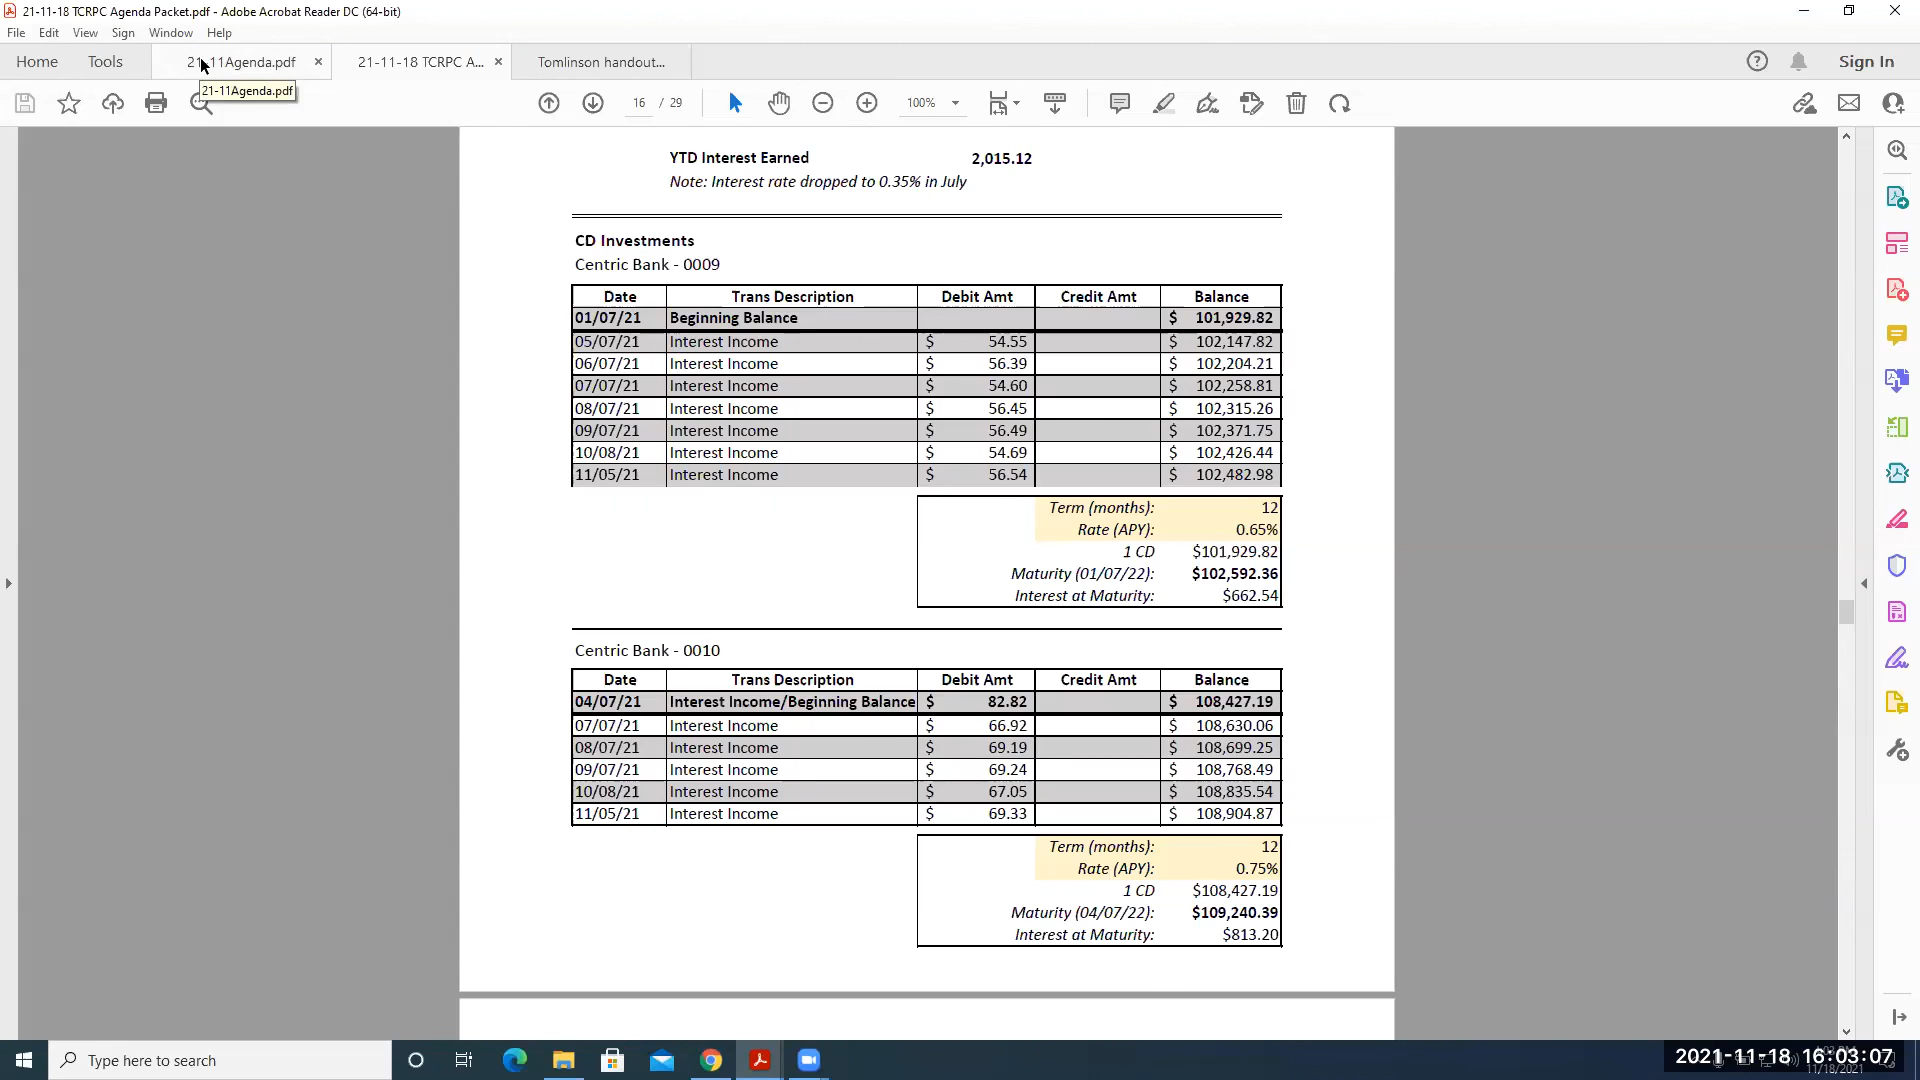 21-11-18 TCRPC Agenda Packet.pdf - Adobe Acrobat Reader DC (64-bit)
File Edit View Sign Window Help
Home Tools 21-11Agenda.pdf 21-11-18 TCRPC A... Tomlinson handout... Sign In
21-11Agenda.pdf
16 / 29 100%
YTD Interest Earned 2,015.12
Note: Interest rate dropped to 0.35% in July
CD Investments
Centric Bank - 0009
Date Trans Description Debit Amt Credit Amt Balance
01/07/21 Beginning Balance $ 101,929.82
05/07/21 Interest Income $ 54.55 $ 102,147.82
06/07/21 Interest Income $ 56.39 $ 102,204.21
07/07/21 Interest Income $ 54.60 $ 102,258.81
08/07/21 Interest Income $ 56.45 $ 102,315.26
09/07/21 Interest Income $ 56.49 $ 102,371.75
10/08/21 Interest Income $ 54.69 $ 102,426.44
11/05/21 Interest Income $ 56.54 $ 102,482.98
Term (months): 12
Rate (APY): 0.65%
1 CD $101,929.82
Maturity (01/07/22): $102,592.36
Interest at Maturity: $662.54
Centric Bank - 0010
Date Trans Description Debit Amt Credit Amt Balance
04/07/21 Interest Income/Beginning Balance $ 82.82 $ 108,427.19
07/07/21 Interest Income $ 66.92 $ 108,630.06
08/07/21 Interest Income $ 69.19 $ 108,699.25
09/07/21 Interest Income $ 69.24 $ 108,768.49
10/08/21 Interest Income $ 67.05 $ 108,835.54
11/05/21 Interest Income $ 69.33 $ 108,904.87
Term (months): 12
Rate (APY): 0.75%
1 CD $108,427.19
Maturity (04/07/22): $109,240.39
Interest at Maturity: $813.20
Type here to search
2021-11-18 16:03:07
11/18/2021